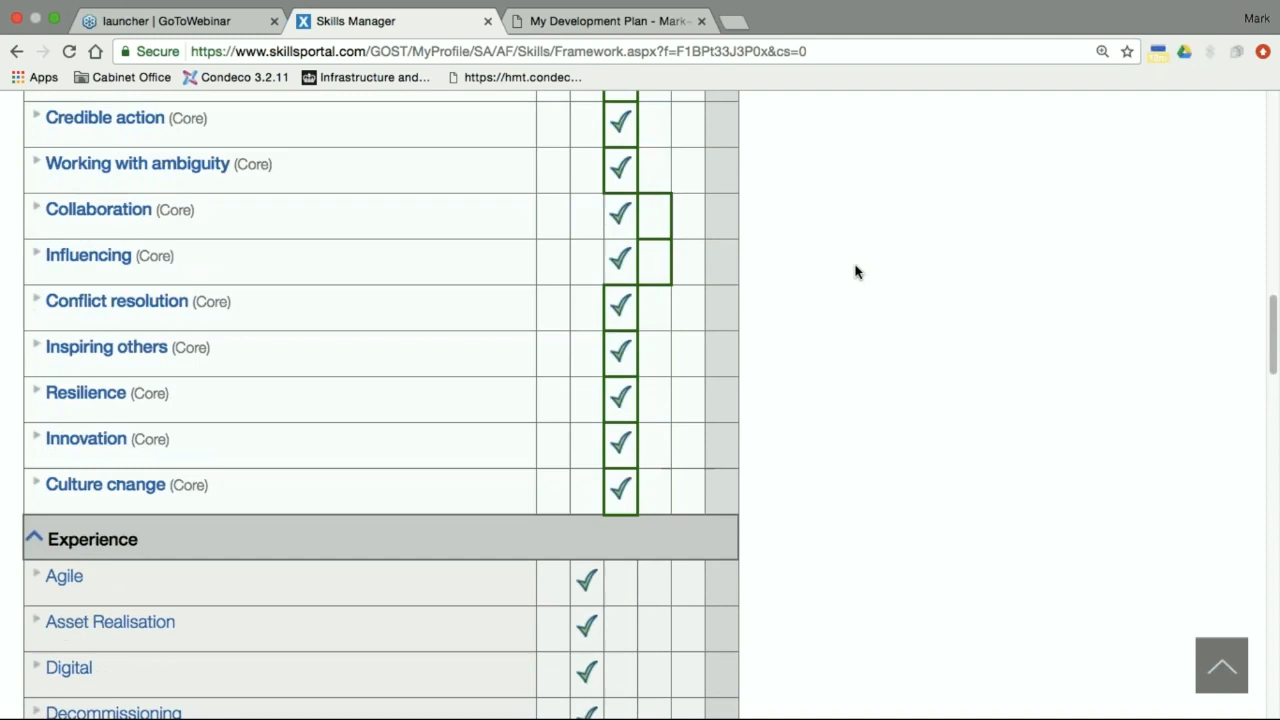 launcher | GoToWebinar
Skills Manager
My Development Plan - Mark-
Mark
Secure https://www.skillsportal.com/GOST/MyProfile/SA/AF/Skills/Framework.aspx?f=F1BPt33J3P0x&cs=0
Apps Cabinet Office Condeco 3.2.11 Infrastructure and... https://hmt.condec...
Credible action (Core)
Working with ambiguity (Core)
Collaboration (Core)
Influencing (Core)
Conflict resolution (Core)
Inspiring others (Core)
Resilience (Core)
Innovation (Core)
Culture change (Core)
Experience
Agile
Asset Realisation
Digital
Decommissioning